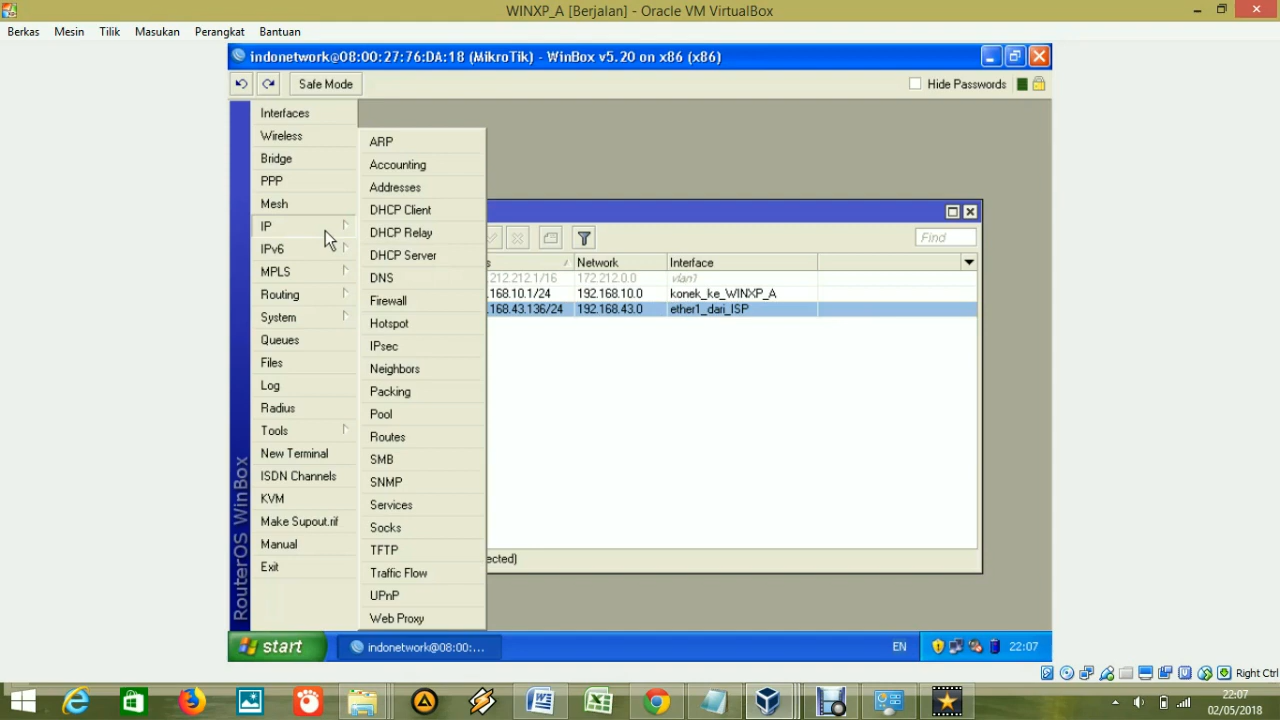 WINXP_A [Berjalan] - Oracle VM VirtualBox
Berkas Mesin Tilik Masukan Perangkat Bantuan
indonetwork@08:00:27:76:DA:18 (MikroTik) - WinBox v5.20 on x86 (x86)
Safe Mode
Hide Passwords
Interfaces
Wireless
Bridge
PPP
Mesh
IP
IPv6
MPLS
Routing
System
Queues
Files
Log
Radius
Tools
New Terminal
ISDN Channels
KVM
Make Supout.rif
Manual
Exit
RouterOS WinBox
ARP
Accounting
Addresses
DHCP Client
DHCP Relay
DHCP Server
DNS
Firewall
Hotspot
IPsec
Neighbors
Packing
Pool
Routes
SMB
SNMP
Services
Socks
TFTP
Traffic Flow
UPnP
Web Proxy
Find
s Network Interface
212.212.1/16 172.212.0.0 vlan1
.168.10.1/24 192.168.10.0 konek_ke_WINXP_A
.168.43.136/24 192.168.43.0 ether1_dari_ISP
ected)
start
indonetwork@08:00:...
EN
22:07
Right Ctrl
22:07
02/05/2018